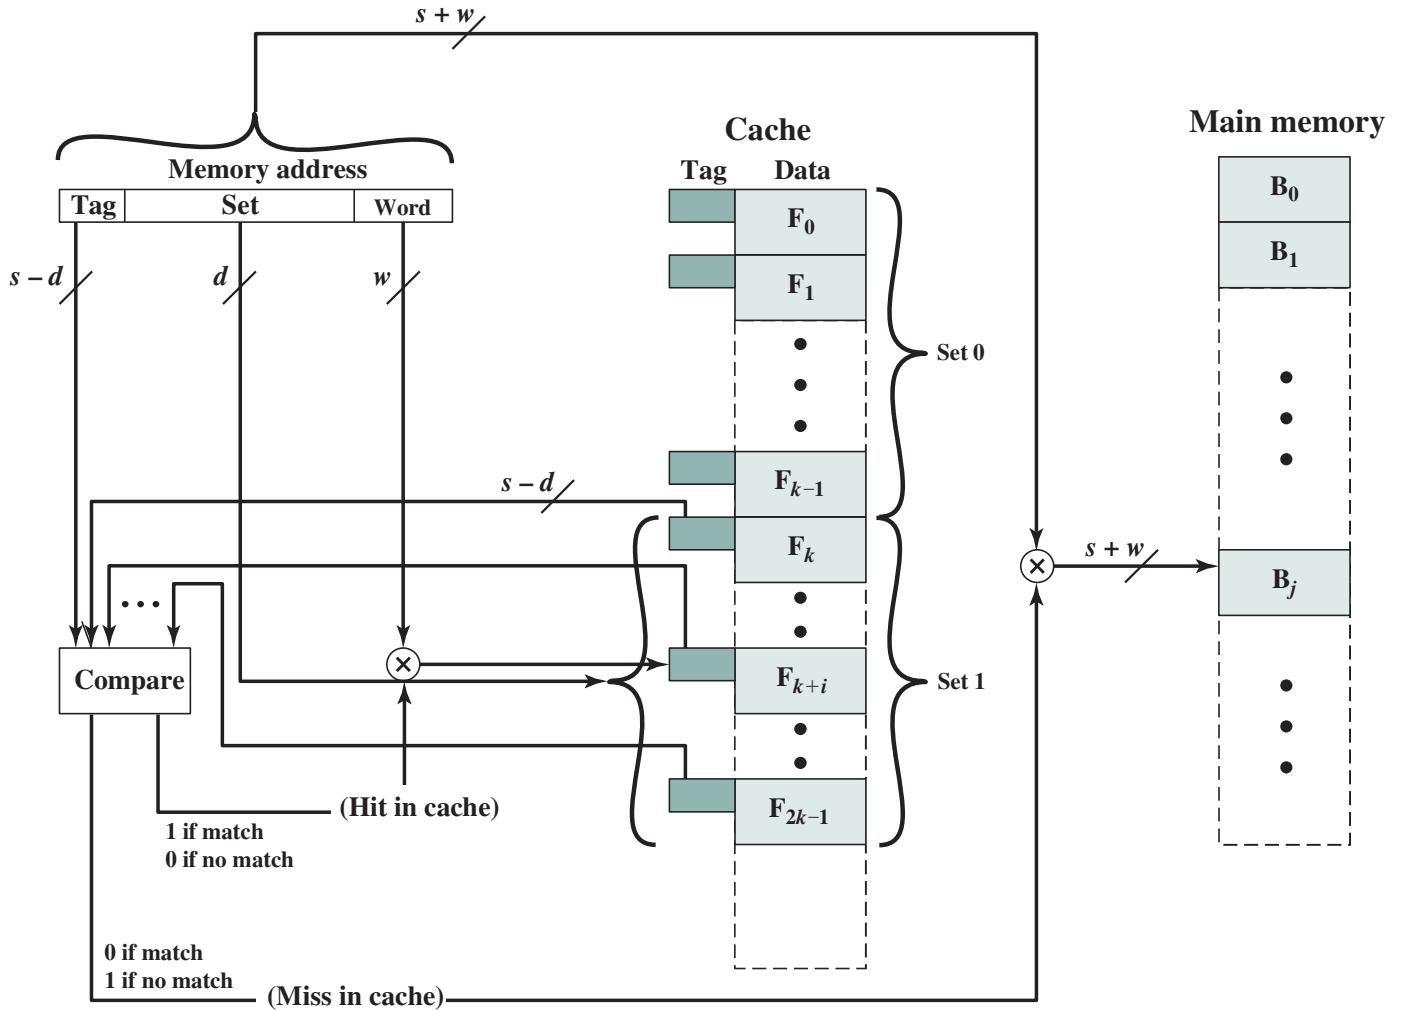 s + w
Cache
Main memory
Memory address
Tag Data
Tag Set Word
s – d
d
w
F0
F1
Set 0
B0
B1
Fk–1
s – d
Fk
s + w
Bj
Compare
Fk+i
Set 1
F2k–1
(Hit in cache)
1 if match
0 if no match
0 if match
1 if no match
(Miss in cache)